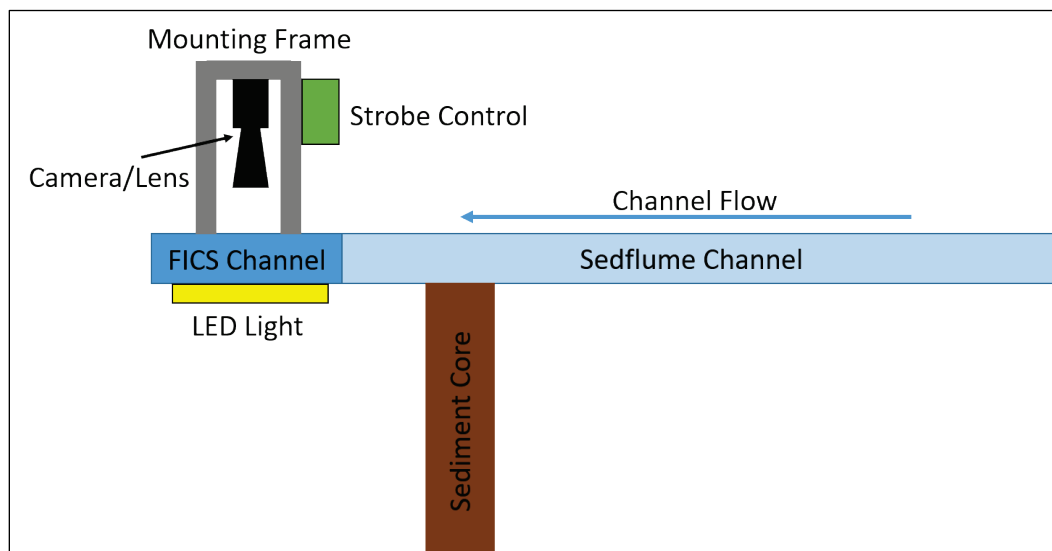 Mounting Frame
Strobe Control
Camera/Lens
Channel Flow
FICS Channel
Sedflume Channel
LED Light
Sediment Core